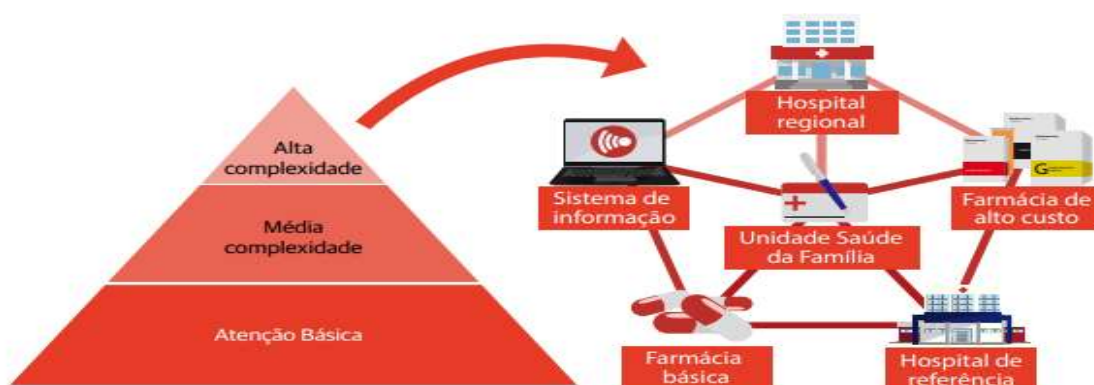 Alta
complexidade
Média
complexidade
Atenção Básica
Hospital
regional
Sistema de
informação
Farmácia de
alto custo
Unidade Saúde
da Família
Farmácia
básica
Hospital de
referência
G